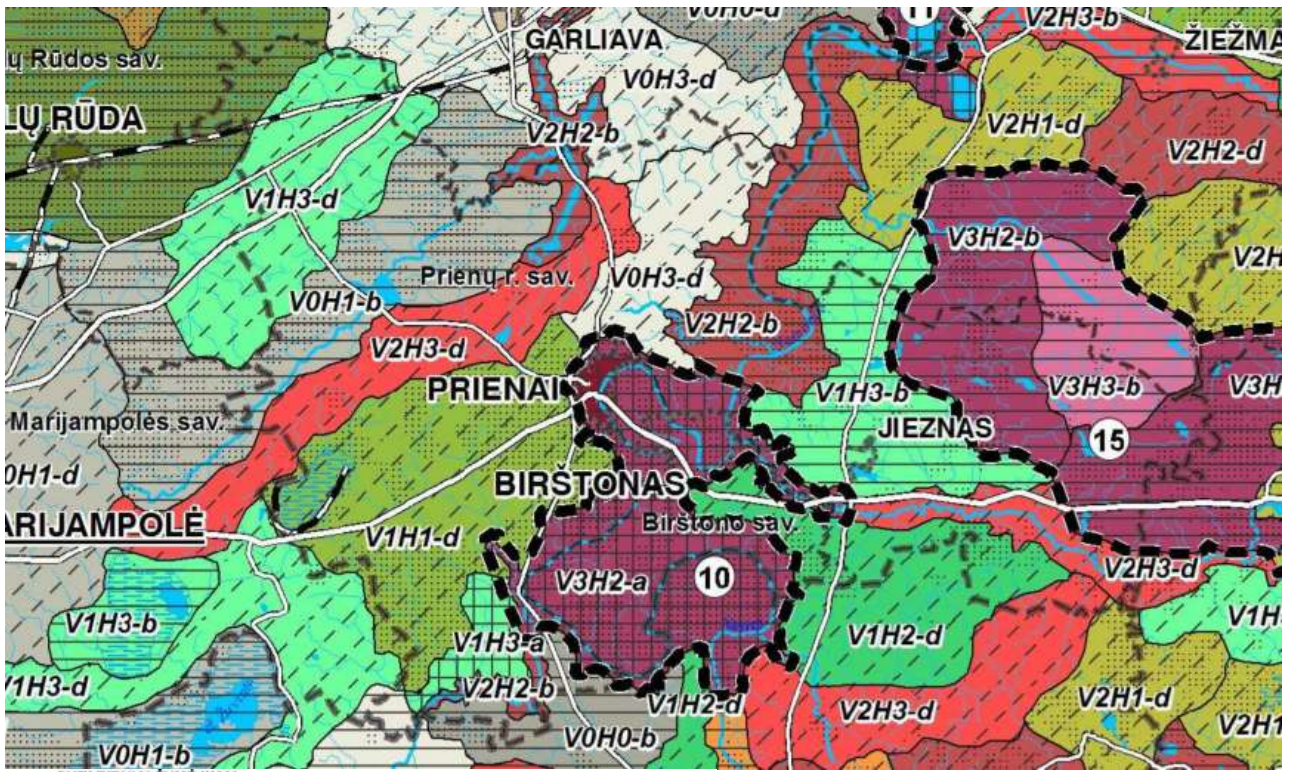 11
V0H0-d
V2H3-b
GARLIAVA
ŽIEŽMA
ų Rūdos sav.
V0H3-d
LŲ RŪDA
V2H2-b
V2H1-d
V2H2-d
V1H3-d
V3H2-b
V2H
Prienų r. sav.
V0H3-d
V0H1-b
V2H2-b
V2H3-d
PRIENAI
V1H3-b
V3H3-b
V3H
Marijampolės sav.
JIEZNAS
15
0H1-d
BIRŠTONAS
ARIJAMPOLĖ
Birštono sav.
V1H1-d
V3H2-a
10
V2H3-d
V1H3-b
V1H3-a
V1H2-d
V1H
V1H3-d
V2H2-b
V1H2-d
V2H3-d
V2H1-d
V2H1
V0H1-b
V0H0-b